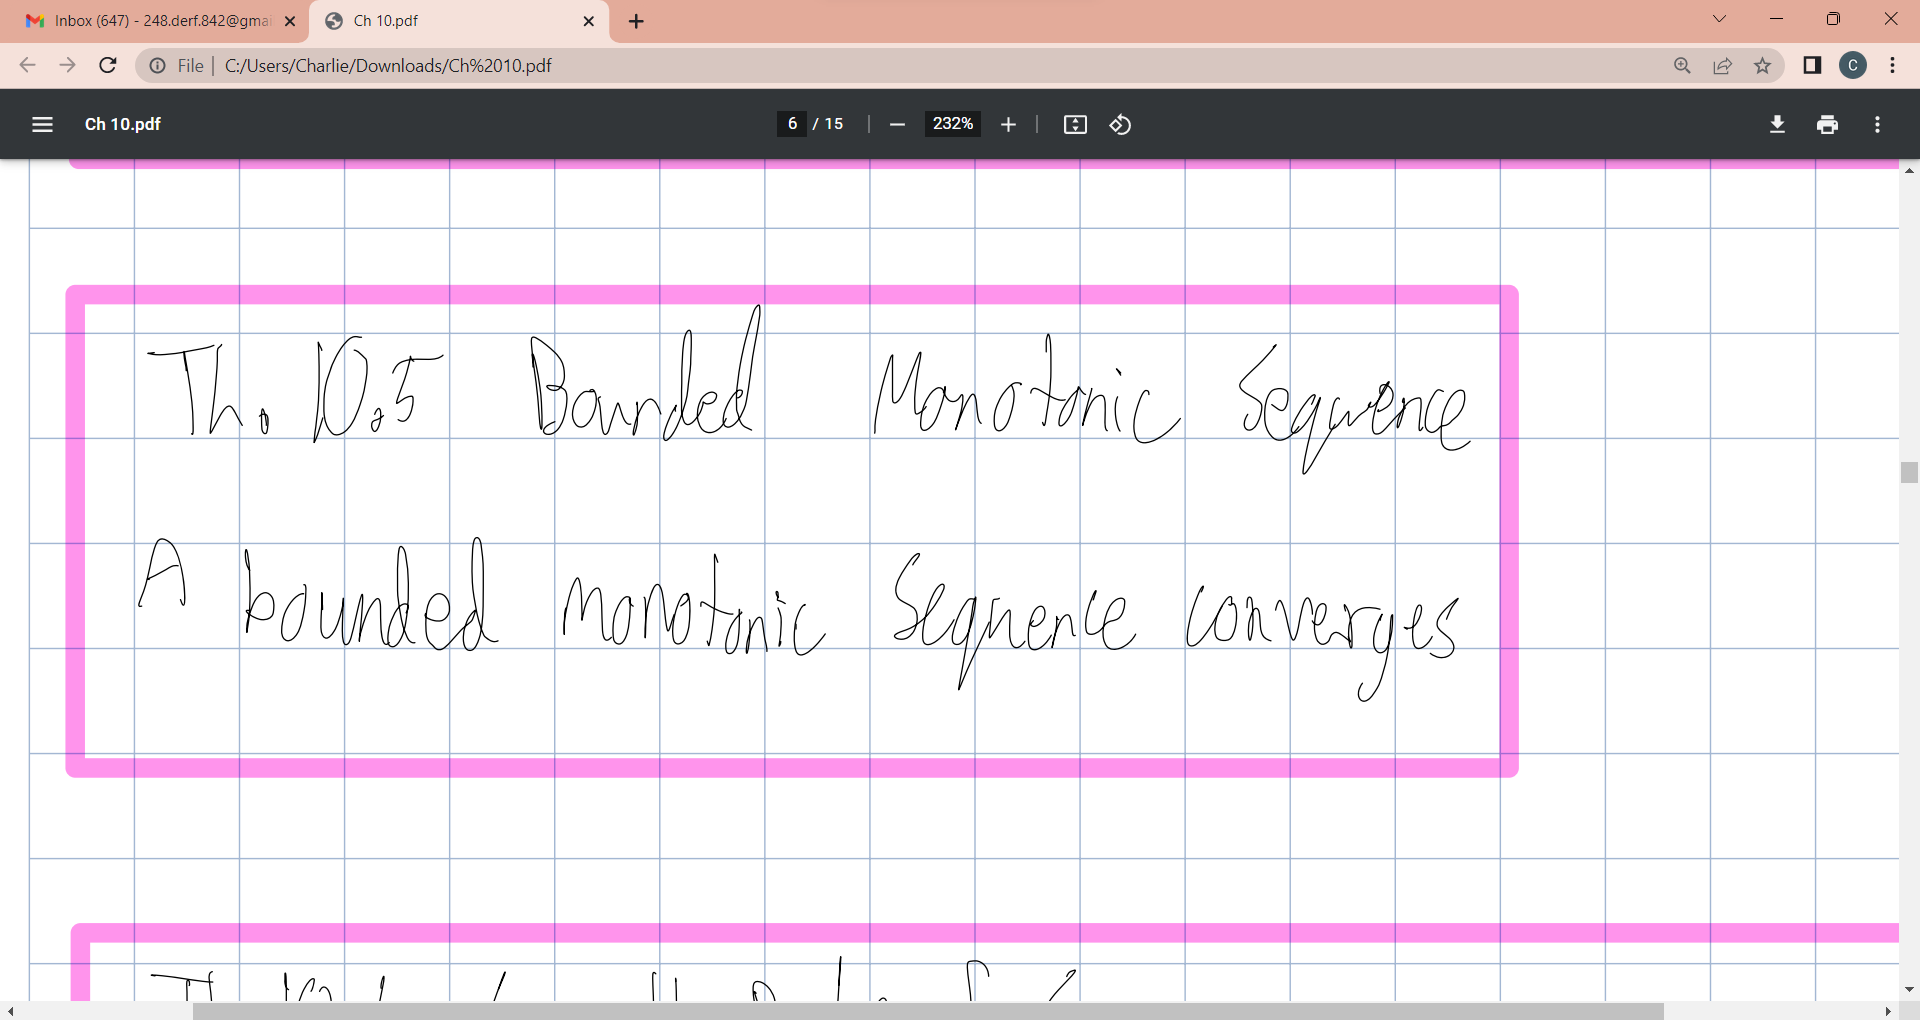 Inbox (647) - 248.derf.842@gmai
Ch 10.pdf
File | C:/Users/Charlie/Downloads/Ch%2010.pdf
C
Ch 10.pdf
6 / 15
232%
Th. 10.5 Bounded Monotonic Sequence
A bounded monotonic Sequence converges